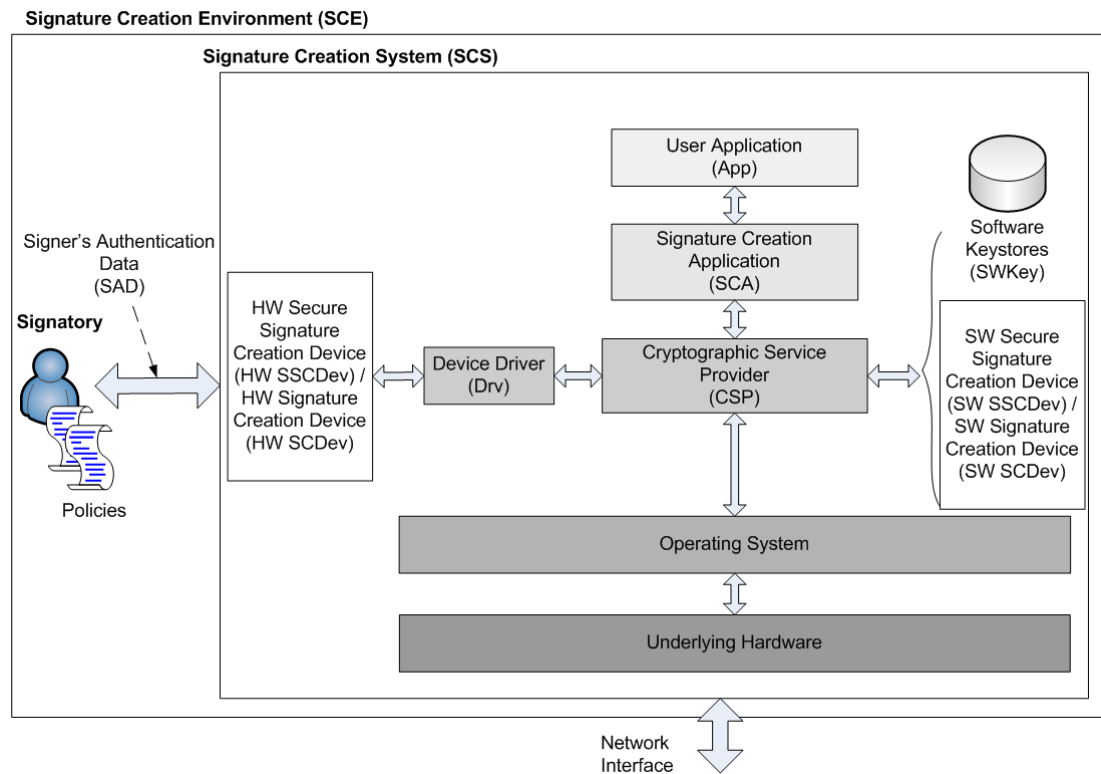 Signature Creation Environment (SCE)
Signature Creation System (SCS)
User Application
(App)
Signature Creation
Application
(SCA)
Software
Keystores
(SWKey)
Signer's Authentication
Data
(SAD)
Signatory
Policies
HW Secure
Signature
Creation Device
(HW SSCDev) /
HW Signature
Creation Device
(HW SCDev)
Device Driver
(Drv)
Cryptographic Service
Provider
(CSP)
SW Secure
Signature
Creation Device
(SW SSCDev) /
SW Signature
Creation Device
(SW SCDev)
Operating System
Underlying Hardware
Network
Interface